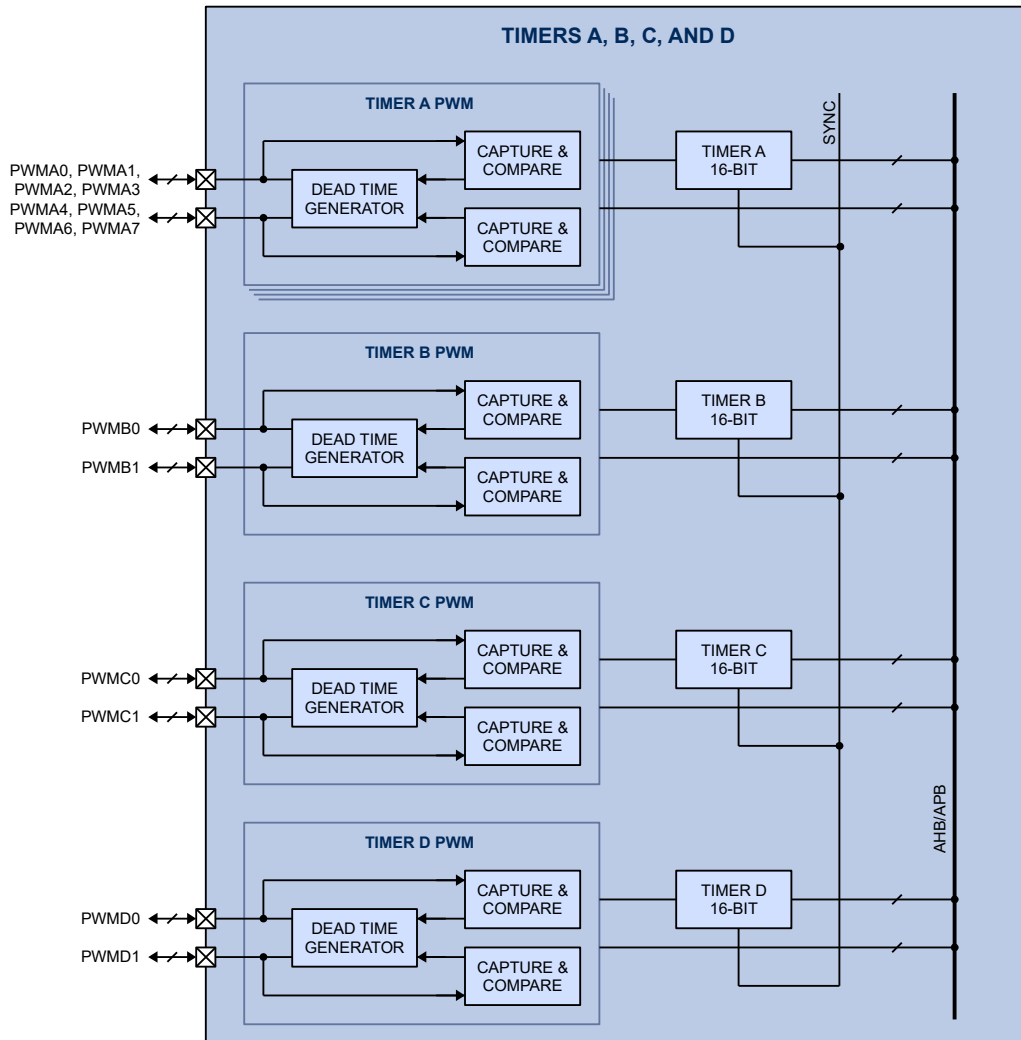 TIMERS A, B, C, AND D
TIMER A PWM
SYNC
PWMA0, PWMA1,
PWMA2, PWMA3
PWMA4, PWMA5,
PWMA6, PWMA7
DEAD TIME
GENERATOR
CAPTURE &
COMPARE
CAPTURE &
COMPARE
TIMER A
16-BIT
TIMER B PWM
PWMB0
PWMB1
DEAD TIME
GENERATOR
CAPTURE &
COMPARE
CAPTURE &
COMPARE
TIMER B
16-BIT
TIMER C PWM
PWMC0
PWMC1
DEAD TIME
GENERATOR
CAPTURE &
COMPARE
CAPTURE &
COMPARE
TIMER C
16-BIT
AHB/APB
TIMER D PWM
PWMD0
PWMD1
DEAD TIME
GENERATOR
CAPTURE &
COMPARE
CAPTURE &
COMPARE
TIMER D
16-BIT